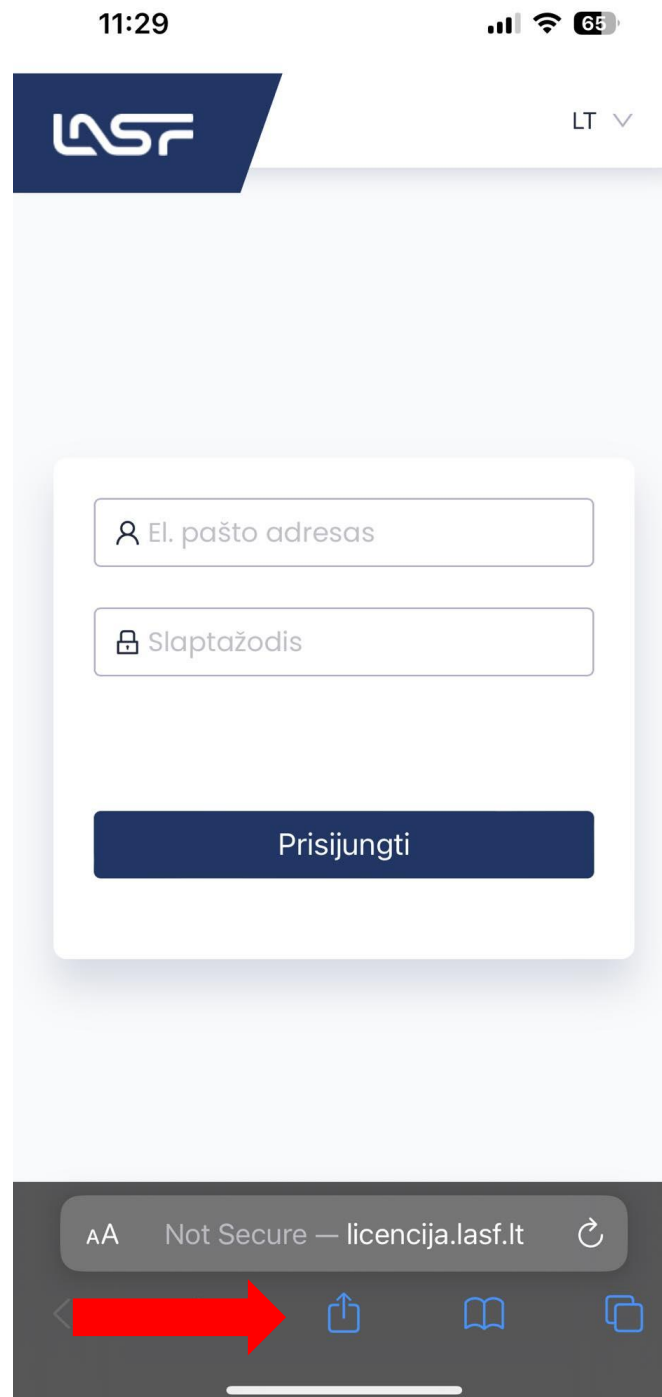 11:29
65
LASF
LT
El. pašto adresas
Slaptažodis
Prisijungti
AA Not Secure — licencija.lasf.lt